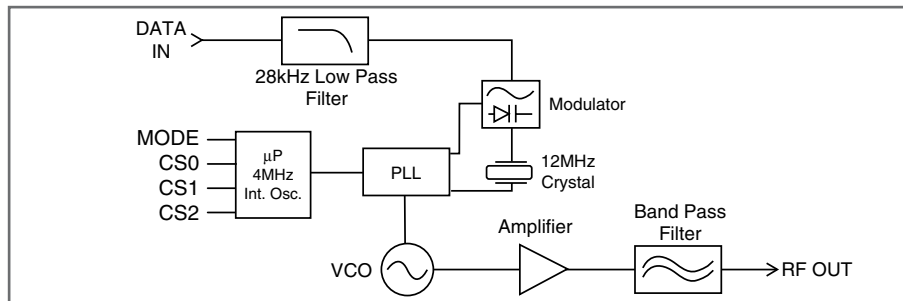 DATA
IN
28kHz Low Pass
Filter
Modulator
MODE
CS0
CS1
CS2
μP
4MHz
Int. Osc.
PLL
12MHz
Crystal
VCO
Amplifier
Band Pass
Filter
RF OUT